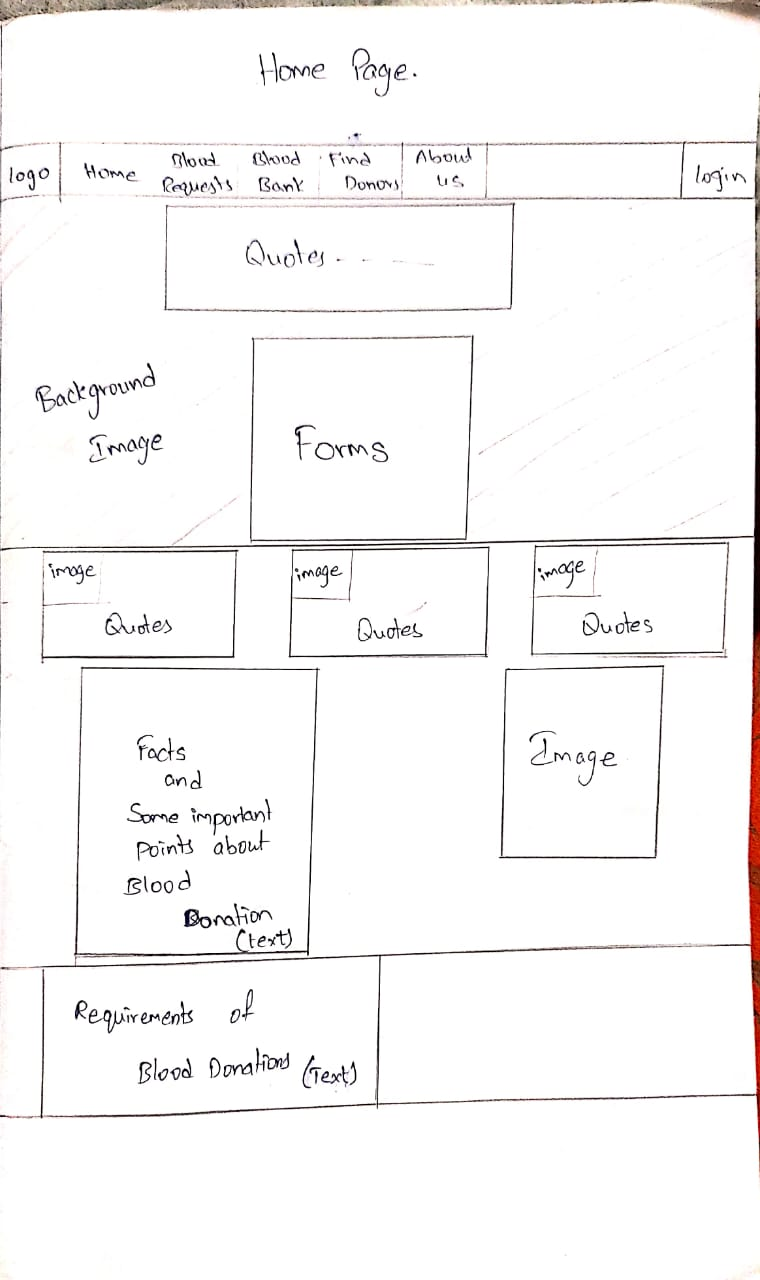 Home Page.
logo
Home
Blood
Requests
Blood
Bank
Find
Donors
About
us
login
Quotes - - -
Background
Image
Forms
image
Quotes
image
Quotes
image
Quotes
Facts
and
Some important
Points about
Blood
Donation
(text)
Image
Requirements of
Blood Donations (Text)